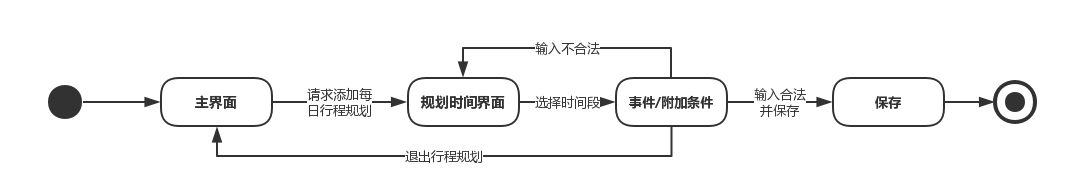 输入不合法
主界面
请求添加每
日行程规划
规划时间界面
选择时间段
事件/附加条件
输入合法
并保存
保存
退出行程规划